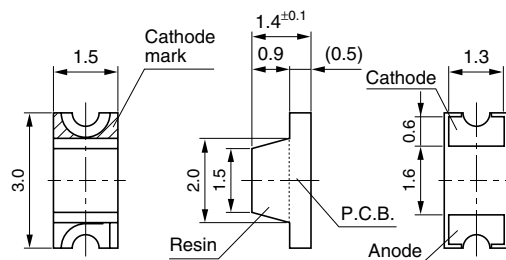 1.5
Cathode
mark
3.0
1.4±0.1
0.9
(0.5)
2.0
1.5
Resin
P.C.B.
1.3
Cathode
0.6
1.6
Anode